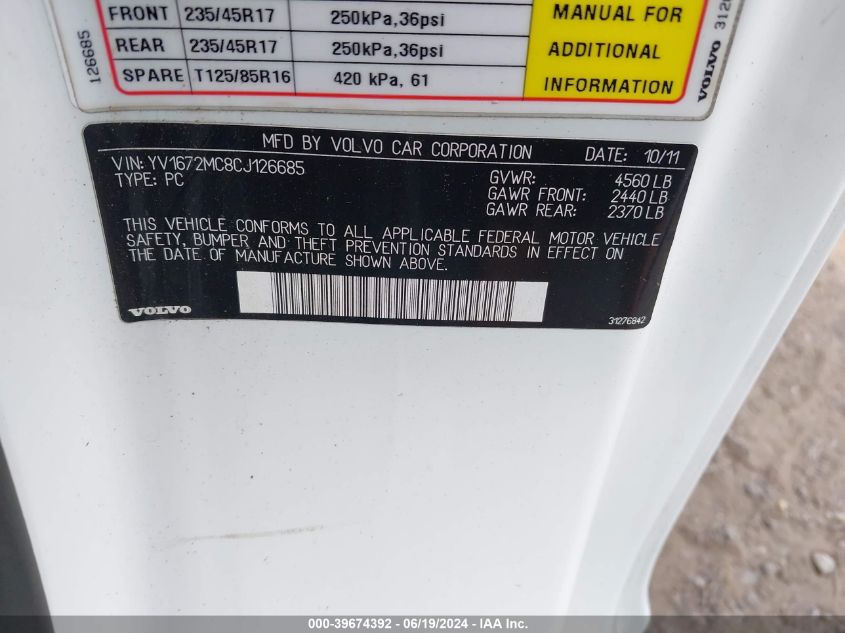 FRONT 235/45R17 250kPa,36psi MANUAL FOR
REAR 235/45R17 250kPa,36psi ADDITIONAL
SPARE T125/85R16 420 kPa, 61 INFORMATION
126685
VOLVO 312
MFD BY VOLVO CAR CORPORATION DATE: 10/11
VIN: YV1672MC8CJ126685
TYPE: PC
GVWR: 4560 LB
GAWR FRONT: 2440 LB
GAWR REAR: 2370 LB
THIS VEHICLE CONFORMS TO ALL APPLICABLE FEDERAL MOTOR VEHICLE
SAFETY, BUMPER AND THEFT PREVENTION STANDARDS IN EFFECT ON
THE DATE OF MANUFACTURE SHOWN ABOVE.
VOLVO
31276842
000-39674392 - 06/19/2024 - IAA Inc.